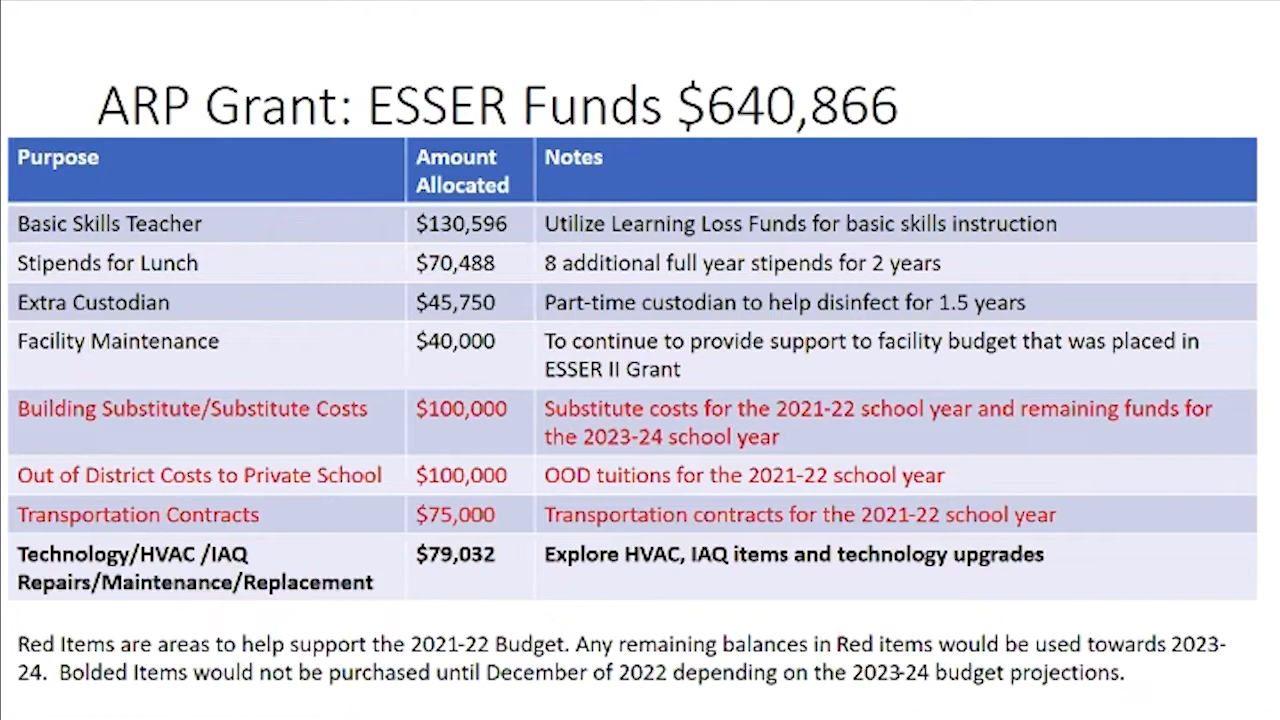 ARP Grant: ESSER Funds $640,866
Purpose Amount Allocated Notes
Basic Skills Teacher $130,596 Utilize Learning Loss Funds for basic skills instruction
Stipends for Lunch $70,488 8 additional full year stipends for 2 years
Extra Custodian $45,750 Part-time custodian to help disinfect for 1.5 years
Facility Maintenance $40,000 To continue to provide support to facility budget that was placed in
ESSER II Grant
Building Substitute/Substitute Costs $100,000 Substitute costs for the 2021-22 school year and remaining funds for
the 2023-24 school year
Out of District Costs to Private School $100,000 OOD tuitions for the 2021-22 school year
Transportation Contracts $75,000 Transportation contracts for the 2021-22 school year
Technology/HVAC /IAQ $79,032 Explore HVAC, IAQ items and technology upgrades
Repairs/Maintenance/Replacement
Red Items are areas to help support the 2021-22 Budget. Any remaining balances in Red items would be used towards 2023-
24. Bolded Items would not be purchased until December of 2022 depending on the 2023-24 budget projections.